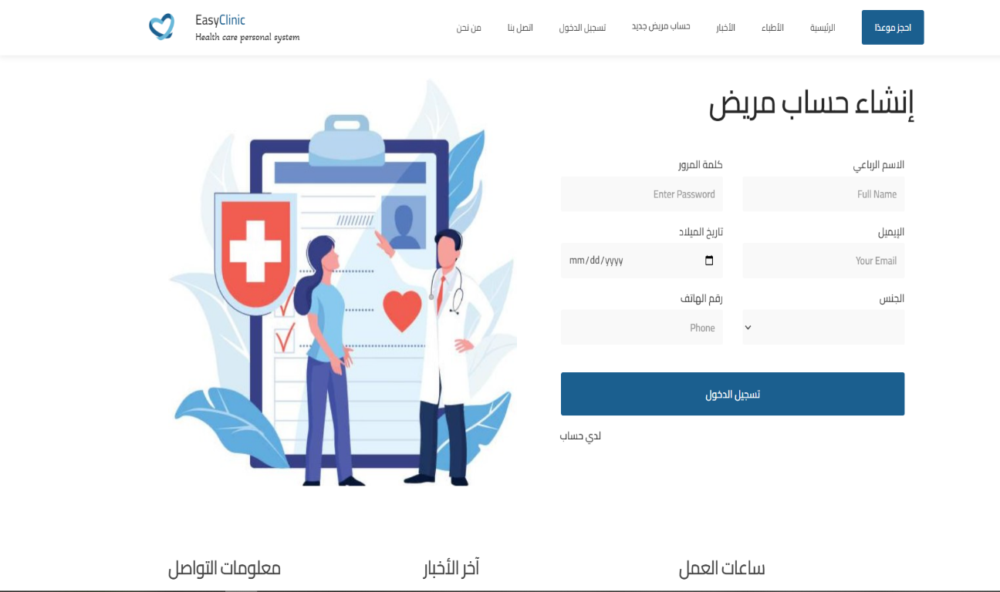 EasyClinic
Health care personal system
احجز موعدًا
الرئيسية
الأطباء
الأخبار
حساب مريض جديد
تسجيل الدخول
اتصل بنا
من نحن
إنشاء حساب مريض
الاسم الرباعي
كلمة المرور
Full Name
Enter Password
الإيميل
تاريخ الميلاد
Your Email
mm/dd/yyyy
الجنس
رقم الهاتف
Phone
تسجيل الدخول
لدي حساب
ساعات العمل
آخر الأخبار
معلومات التواصل